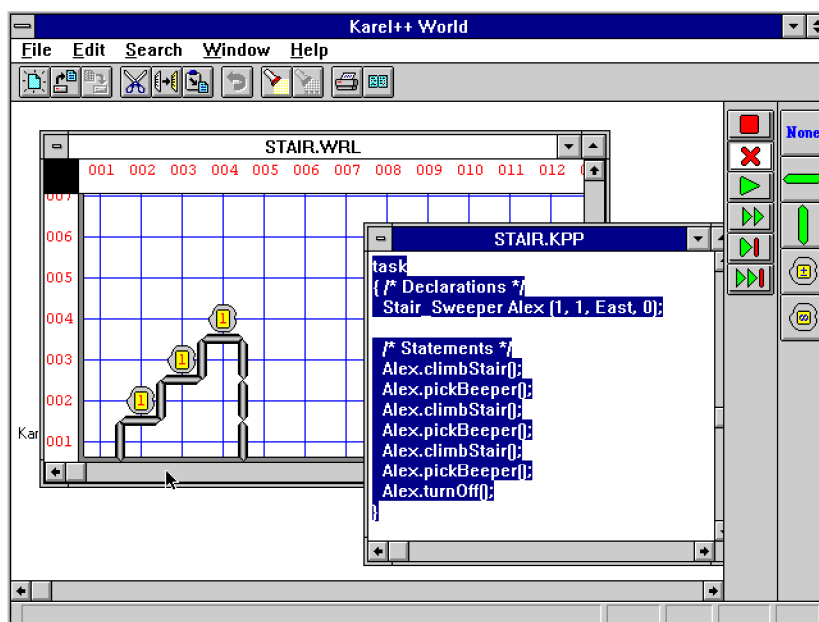 Karel++ World
File Edit Search Window Help
None
STAIR.WRL
001 002 003 004 005 006 007 008 009 010 011 012
007
006
005
004
003
002
001
1
1
1
Kar
STAIR.KPP
task
{ /* Declarations */
Stair_Sweeper Alex (1, 1, East, 0);
/* Statements */
Alex.climbStair();
Alex.pickBeeper();
Alex.climbStair();
Alex.pickBeeper();
Alex.climbStair();
Alex.pickBeeper();
Alex.turnOff();
}